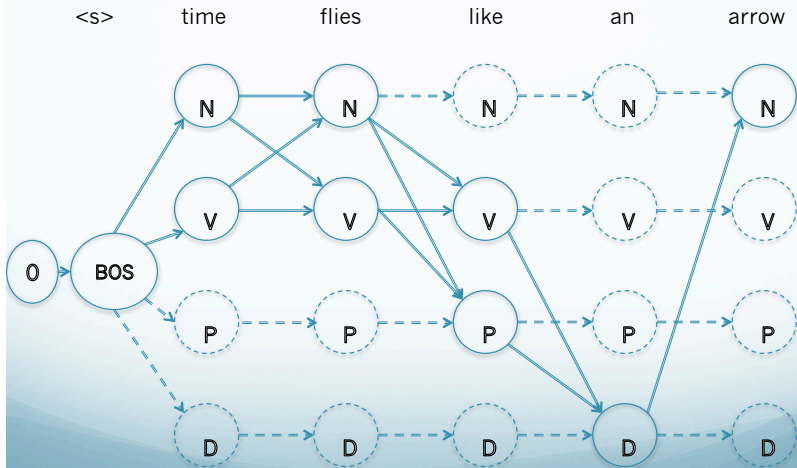 <s> time flies like an arrow
N N N N N
V V V V V
0 BOS
P P P P P
D D D D D